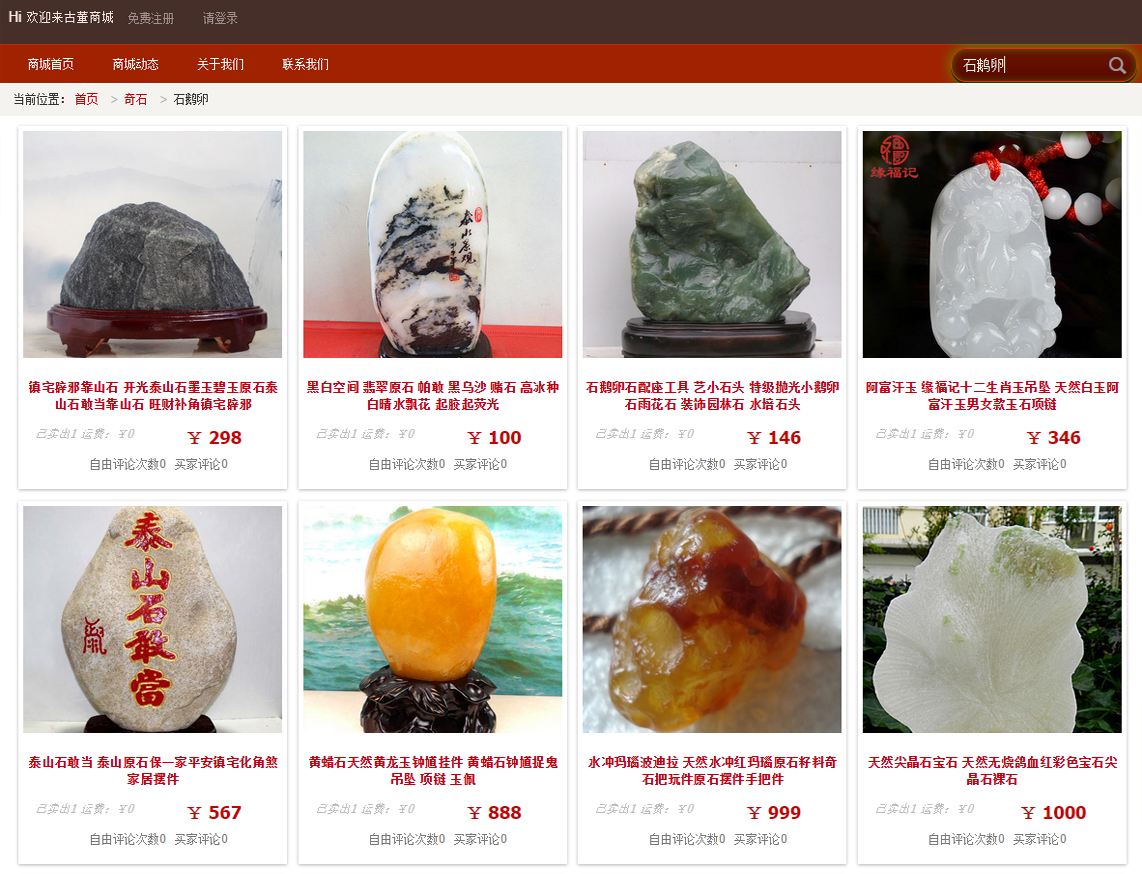 Hi 欢迎来古董商城 免费注册 请登录
商城首页 商城动态 关于我们 联系我们 石鹅卵
当前位置： 首页 > 奇石 > 石鹅卵
泰山景观
福
缘福记
镇宅辟邪靠山石 开光泰山石墨玉碧玉原石泰
山石敢当靠山石 旺财补角镇宅辟邪
已卖出1 运费：￥0 ￥ 298
自由评论次数0 买家评论0
黑白空间 翡翠原石 帕敢 黑乌沙 赌石 高冰种
白晴水飘花 起胶起荧光
已卖出1 运费：￥0 ￥ 100
自由评论次数0 买家评论0
石鹅卵石配座工具 艺小石头 特级抛光小鹅卵
石雨花石 装饰园林石 水培石头
已卖出1 运费：￥0 ￥ 146
自由评论次数0 买家评论0
阿富汗玉 缘福记十二生肖玉吊坠 天然白玉阿
富汗玉男女款玉石项链
已卖出1 运费：￥0 ￥ 346
自由评论次数0 买家评论0
泰山石敢當
泰山石敢当 泰山原石保一家平安镇宅化角煞
家居摆件
已卖出1 运费：￥0 ￥ 567
自由评论次数0 买家评论0
黄蜡石天然黄龙玉钟馗挂件 黄蜡石钟馗捉鬼
吊坠 项链 玉佩
已卖出1 运费：￥0 ￥ 888
自由评论次数0 买家评论0
水冲玛瑙波迪拉 天然水冲红玛瑙原石籽料奇
石把玩件原石摆件手把件
已卖出1 运费：￥0 ￥ 999
自由评论次数0 买家评论0
天然尖晶石宝石 天然无烧鸽血红彩色宝石尖
晶石裸石
已卖出1 运费：￥0 ￥ 1000
自由评论次数0 买家评论0